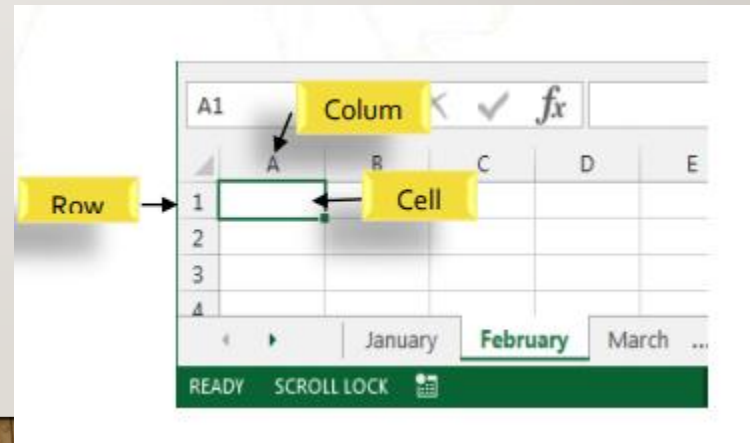 A1 Colum fx
A B C D E
Row 1 Cell
2
3
4
January February March ...
READY SCROLL LOCK